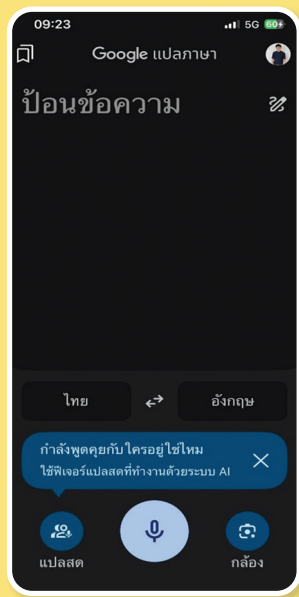 09:23
5G 60+
Google แปลภาษา
ป้อนข้อความ
ไทย
อังกฤษ
กำลังพูดคุยกับใครอยู่ใช่ไหม
ใช้ฟีเจอร์แปลสดที่ทำงานด้วยระบบ AI
แปลสด
กล้อง